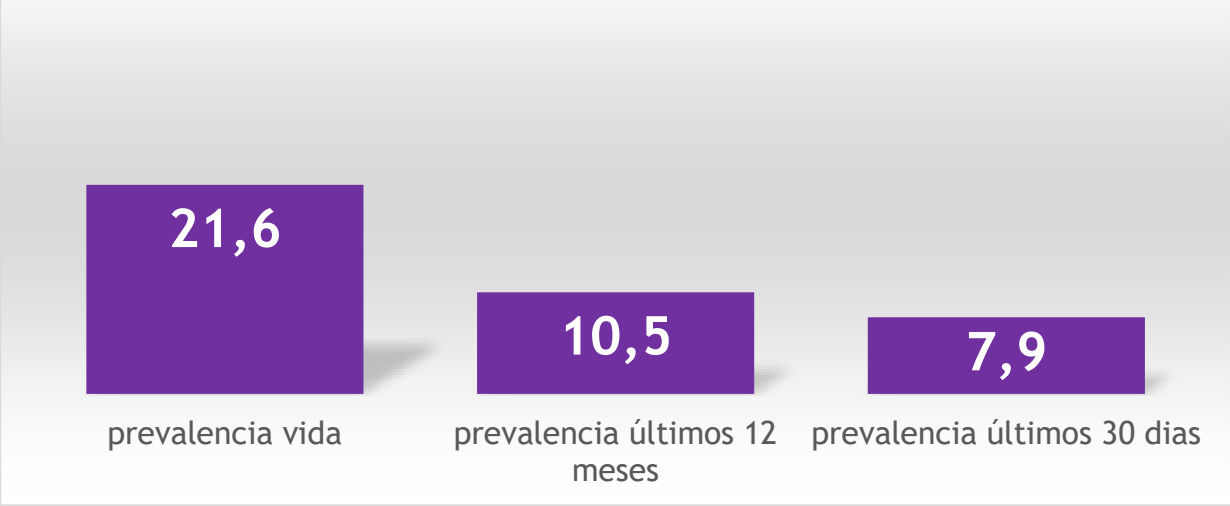 21,6
10,5
7,9
prevalencia vida
prevalencia últimos 12
meses
prevalencia últimos 30 dias